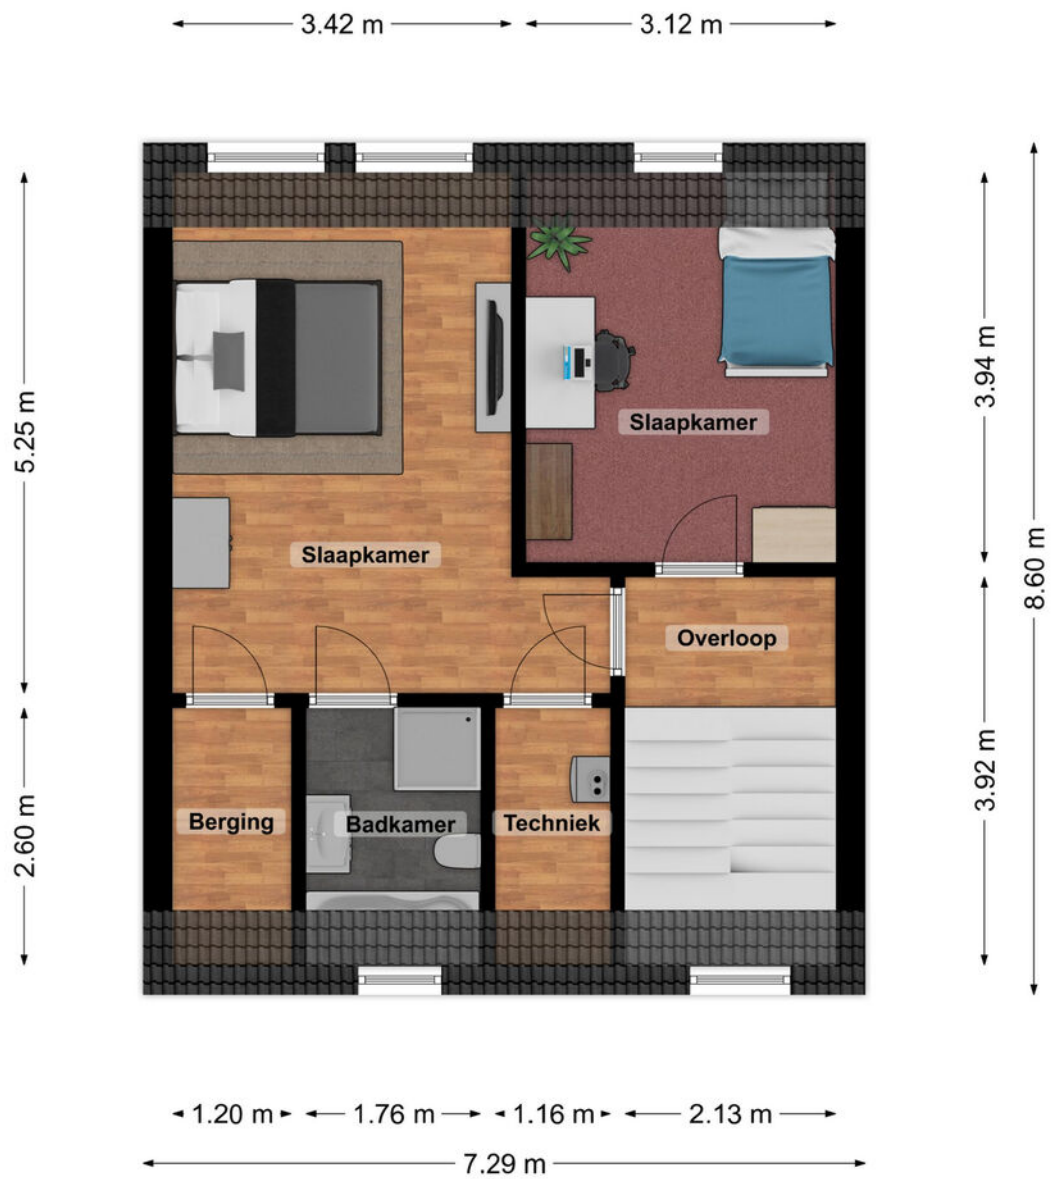 3.42 m
3.12 m
5.25 m
3.94 m
8.60 m
Slaapkamer
Slaapkamer
Overloop
3.92 m
2.60 m
Berging
Badkamer
Techniek
1.20 m
1.76 m
1.16 m
2.13 m
7.29 m